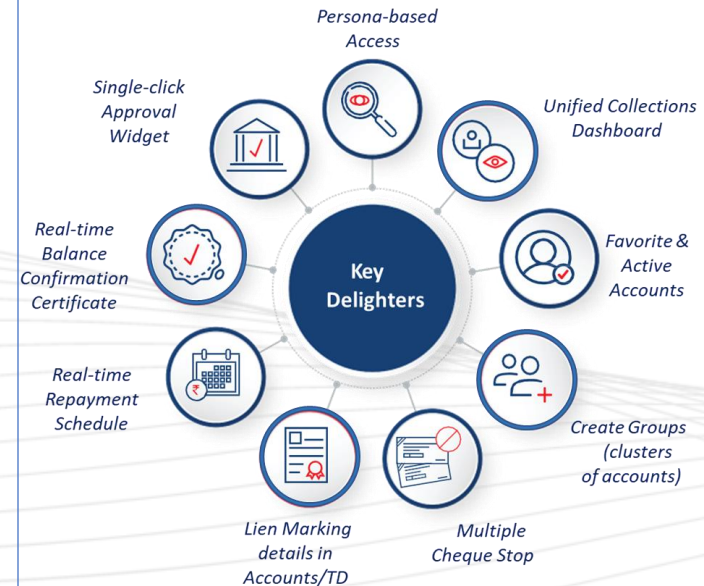 Persona-based
Access
Single-click
Approval
Widget
Unified Collections
Dashboard
Real-time
Balance
Confirmation
Certificate
Key
Delighters
Favorite &
Active
Accounts
₹
Real-time
Repayment
Schedule
Create Groups
(clusters
of accounts)
Lien Marking
details in
Accounts/TD
Multiple
Cheque Stop